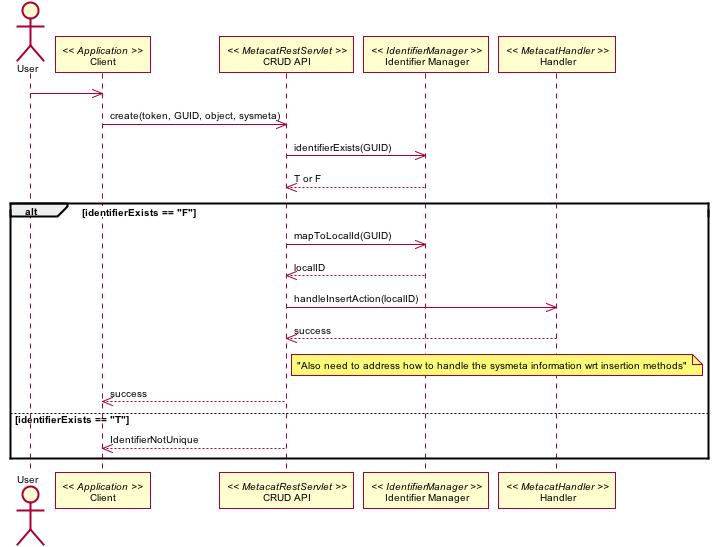 User
<< Application >>
Client
<< MetacatRestServlet >>
CRUD API
<< IdentifierManager >>
Identifier Manager
<< MetacatHandler >>
Handler
create(token, GUID, object, sysmeta)
identifierExists(GUID)
T or F
alt
[identifierExists == "F"]
mapToLocalId(GUID)
localID
handleInsertAction(localID)
success
"Also need to address how to handle the sysmeta information wrt insertion methods"
success
[identifierExists == "T"]
IdentifierNotUnique
User
<< Application >>
Client
<< MetacatRestServlet >>
CRUD API
<< IdentifierManager >>
Identifier Manager
<< MetacatHandler >>
Handler